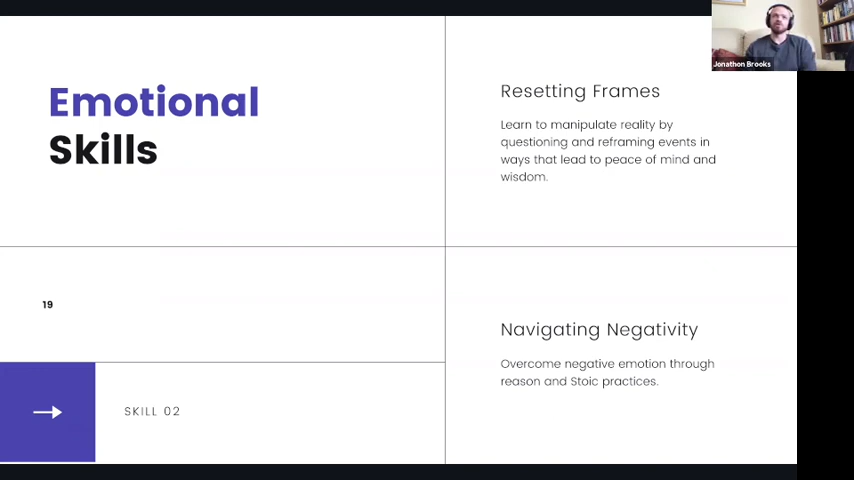 Emotional
Skills
19
SKILL 02
Resetting Frames
Learn to manipulate reality by
questioning and reframing events in
ways that lead to peace of mind and
wisdom.
Navigating Negativity
Overcome negative emotion through
reason and Stoic practices.
Jonathon Brooks